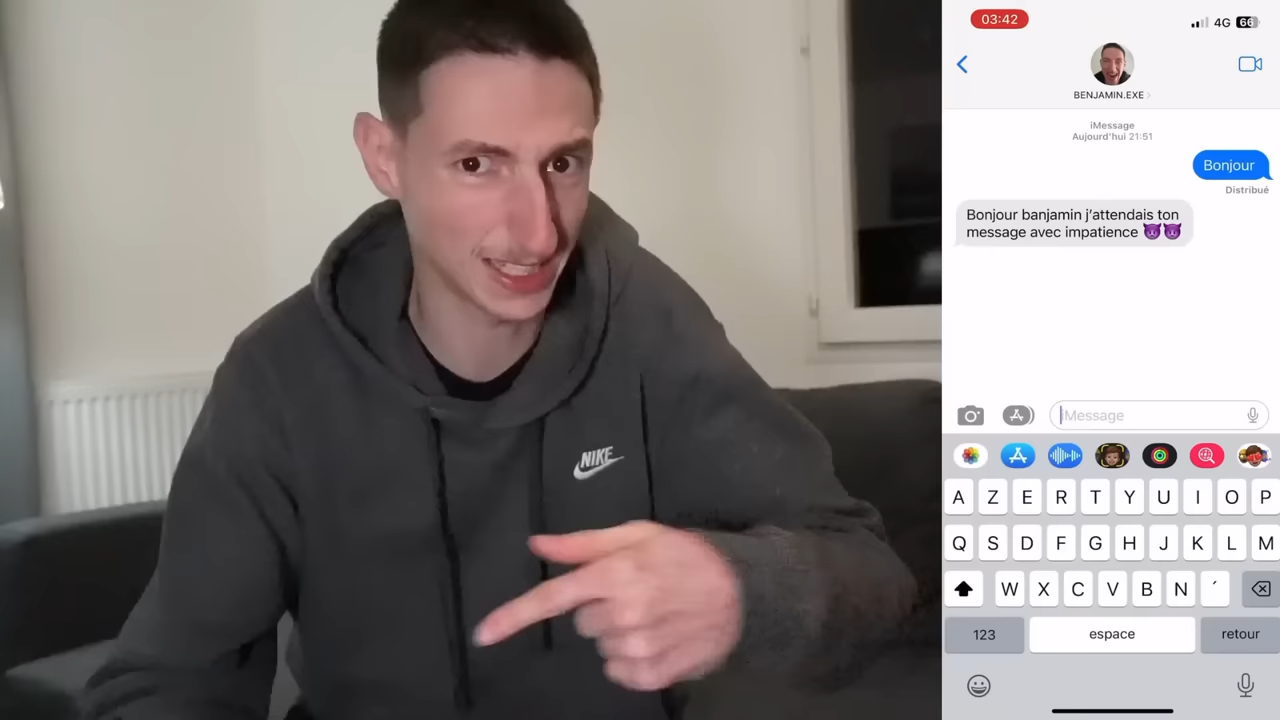 NIKE
03:42
4G 66
BENJAMIN.EXE
iMessage
Aujourd'hui 21:51
Bonjour
Distribué
Bonjour banjamin j'attendais ton
message avec impatience 😈😈
Message
A Z E R T Y U I O P
Q S D F G H J K L M
W X C V B N ´
123 espace retour